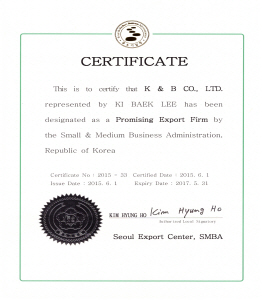 CERTIFICATE
This is to certify that K & B CO., LTD.
represented by KI BAEK LEE has been
designated as a Promising Export Firm by
the Small & Medium Business Administration,
Republic of Korea
Certificate No : 2015 - 53 Certified Date : 2015. 6. 1
Issue Date : 2015. 6. 1 Expiry Date : 2017. 5. 31
KIM HYUNG HO Kim Hyung Ho
Authorized Local Signatory
Seoul Export Center, SMBA